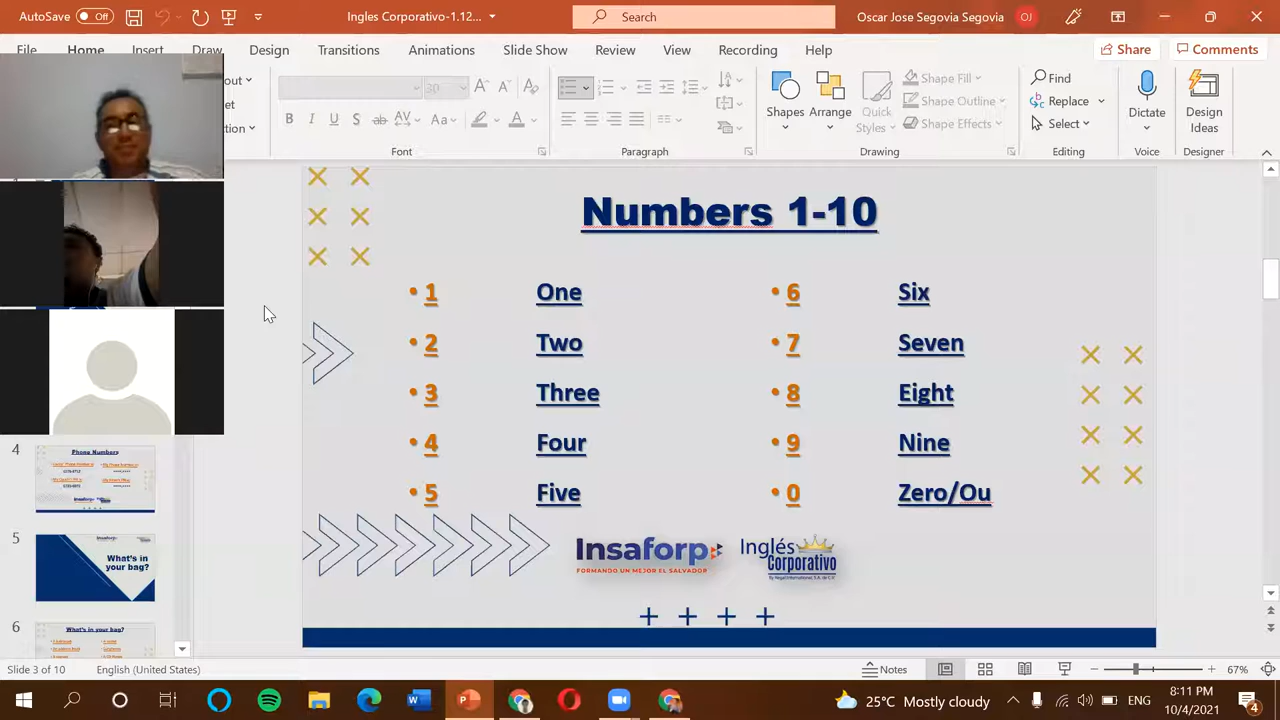 AutoSave Off Ingles Corporativo-1.12... Search Oscar Jose Segovia Segovia OJ
File Home Insert Draw Design Transitions Animations Slide Show Review View Recording Help Share Comments
Shape Fill
Shape Outline
Shape Effects
Shapes Arrange Quick Styles
Find
Replace
Select
Dictate
Design Ideas
Font Paragraph Drawing Editing Voice Designer
Numbers 1-10
1 One 6 Six
2 Two 7 Seven
3 Three 8 Eight
4 Four 9 Nine
5 Five 0 Zero/Ou
Insaforp
FORMANDO UN MEJOR EL SALVADOR
Inglés Corporativo
4
Phone Numbers
5
What's in your bag?
6
What's in your bag?
Slide 3 of 10 English (United States) Notes 67%
25°C Mostly cloudy ENG 8:11 PM
10/4/2021 4